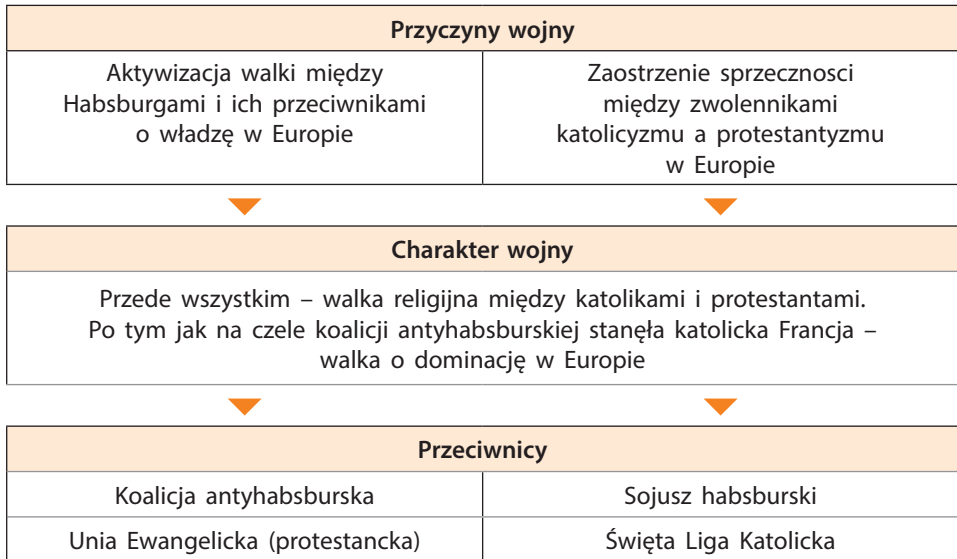 Przyczyny wojny
Aktywizacja walki między
Habsburgami i ich przeciwnikami
o władzę w Europie
Zaostrzenie sprzecznosci
między zwolennikami
katolicyzmu a protestantyzmu
w Europie
Charakter wojny
Przede wszystkim – walka religijna między katolikami i protestantami.
Po tym jak na czele koalicji antyhabsburskiej stanęła katolicka Francja –
walka o dominację w Europie
Przeciwnicy
Koalicja antyhabsburska
Sojusz habsburski
Unia Ewangelicka (protestancka)
Święta Liga Katolicka